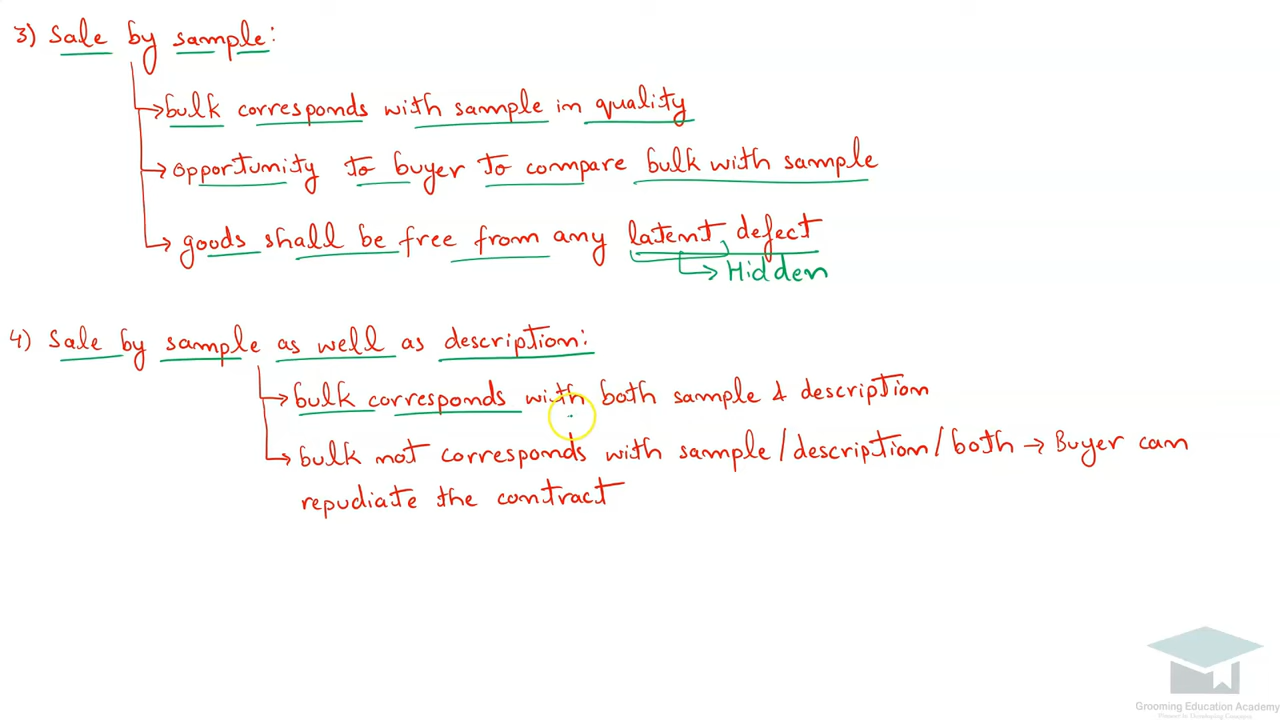 3) Sale by sample:
bulk corresponds with sample in quality
opportunity to buyer to compare bulk with sample
goods shall be free from any latent defect
Hidden
4) Sale by sample as well as description:
bulk corresponds with both sample & description
bulk not corresponds with sample/description/both → Buyer can
repudiate the contract
Grooming Education Academy